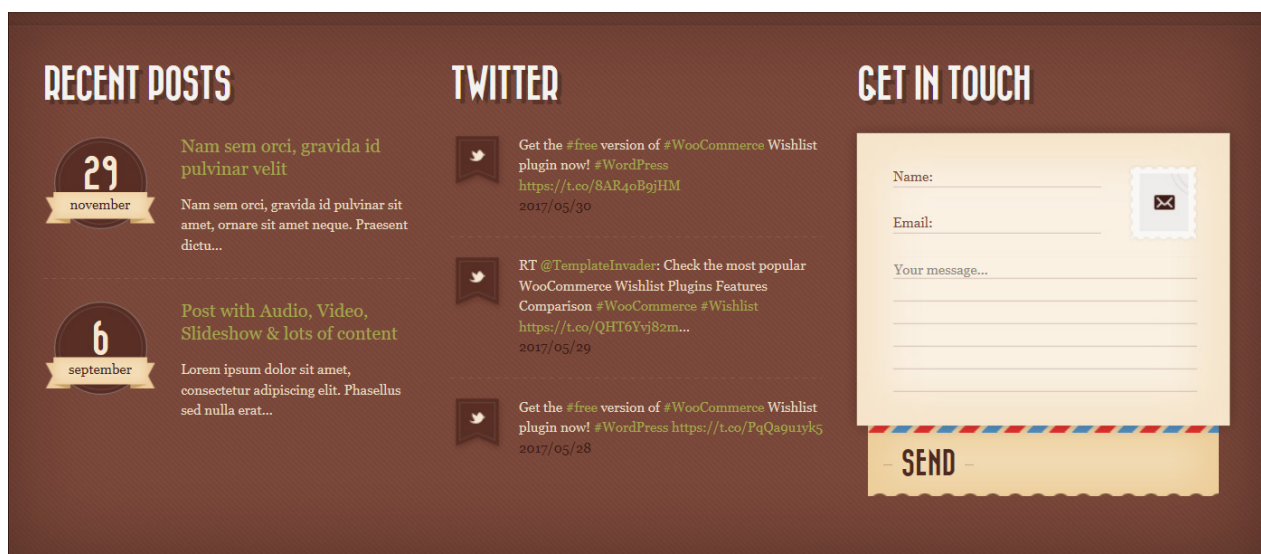 RECENT POSTS
29
november
Nam sem orci, gravida id
pulvinar velit
Nam sem orci, gravida id pulvinar sit
amet, ornare sit amet neque. Praesent
dictu...
6
september
Post with Audio, Video,
Slideshow & lots of content
Lorem ipsum dolor sit amet,
consectetur adipiscing elit. Phasellus
sed nulla erat...
TWITTER
Get the #free version of #WooCommerce Wishlist
plugin now! #WordPress
https://t.co/8AR4oB9jHM
2017/05/30
RT @TemplateInvader: Check the most popular
WooCommerce Wishlist Plugins Features
Comparison #WooCommerce #Wishlist
https://t.co/QHT6Yvj82m...
2017/05/29
Get the #free version of #WooCommerce Wishlist
plugin now! #WordPress https://t.co/PqQa9u1yk5
2017/05/28
GET IN TOUCH
Name:
Email:
Your message...
– SEND –